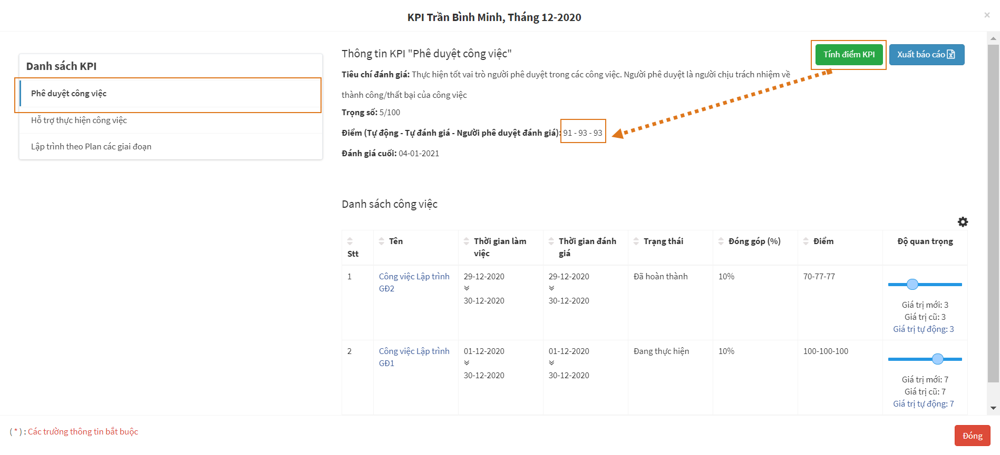 KPI Trần Bình Minh, Tháng 12-2020
×
Danh sách KPI
Phê duyệt công việc
Hỗ trợ thực hiện công việc
Lập trình theo Plan các giai đoạn
Thông tin KPI "Phê duyệt công việc"
Tính điểm KPI
Xuất báo cáo
Tiêu chí đánh giá: Thực hiện tốt vai trò người phê duyệt trong các công việc. Người phê duyệt là người chịu trách nhiệm về
thành công/thất bại của công việc
Trọng số: 5/100
Điểm (Tự động - Tự đánh giá - Người phê duyệt đánh giá): 91 - 93 - 93
Đánh giá cuối: 04-01-2021
Danh sách công việc
Stt
Tên
Thời gian làm
việc
Thời gian đánh
giá
Trạng thái
Đóng góp (%)
Điểm
Độ quan trọng
1
Công việc Lập trình
GĐ2
29-12-2020
30-12-2020
29-12-2020
30-12-2020
Đã hoàn thành
10%
70-77-77
Giá trị mới: 3
Giá trị cũ: 3
Giá trị tự động: 3
2
Công việc Lập trình
GĐ1
01-12-2020
30-12-2020
01-12-2020
30-12-2020
Đang thực hiện
10%
100-100-100
Giá trị mới: 7
Giá trị cũ: 7
Giá trị tự động: 7
( * ) : Các trường thông tin bắt buộc
Đóng